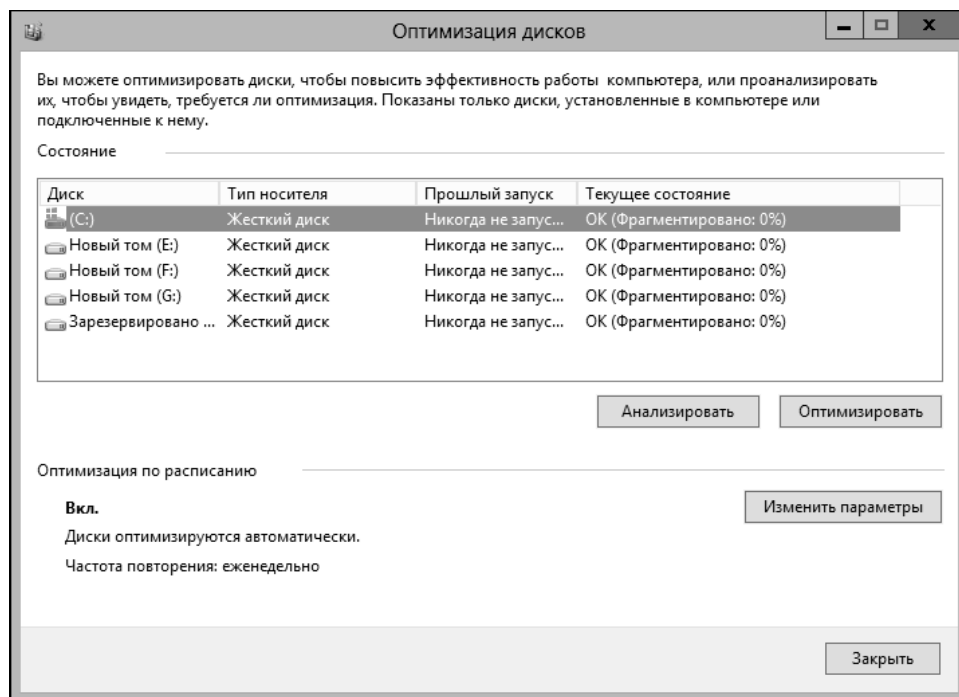 Оптимизация дисков
Вы можете оптимизировать диски, чтобы повысить эффективность работы компьютера, или проанализировать
их, чтобы увидеть, требуется ли оптимизация. Показаны только диски, установленные в компьютере или
подключенные к нему.
Состояние
Диск Тип носителя Прошлый запуск Текущее состояние
(C:) Жесткий диск Никогда не запус... ОК (Фрагментировано: 0%)
Новый том (E:) Жесткий диск Никогда не запус... ОК (Фрагментировано: 0%)
Новый том (F:) Жесткий диск Никогда не запус... ОК (Фрагментировано: 0%)
Новый том (G:) Жесткий диск Никогда не запус... ОК (Фрагментировано: 0%)
Зарезервировано ... Жесткий диск Никогда не запус... ОК (Фрагментировано: 0%)
Анализировать Оптимизировать
Оптимизация по расписанию
Вкл. Изменить параметры
Диски оптимизируются автоматически.
Частота повторения: еженедельно
Закрыть